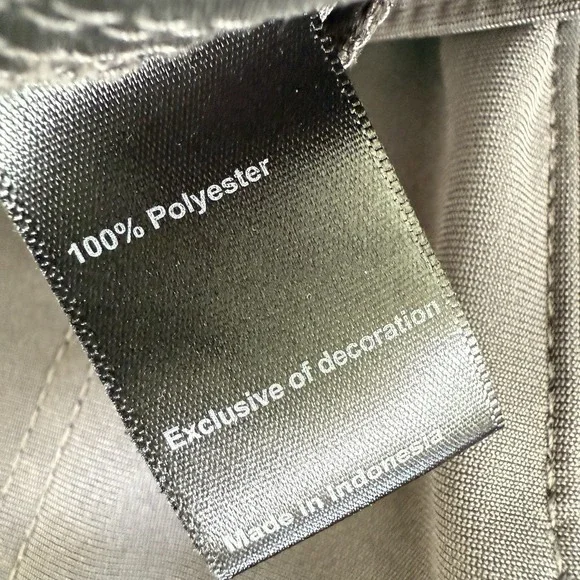 100% Polyester
Exclusive of decoration
Made in Indonesia